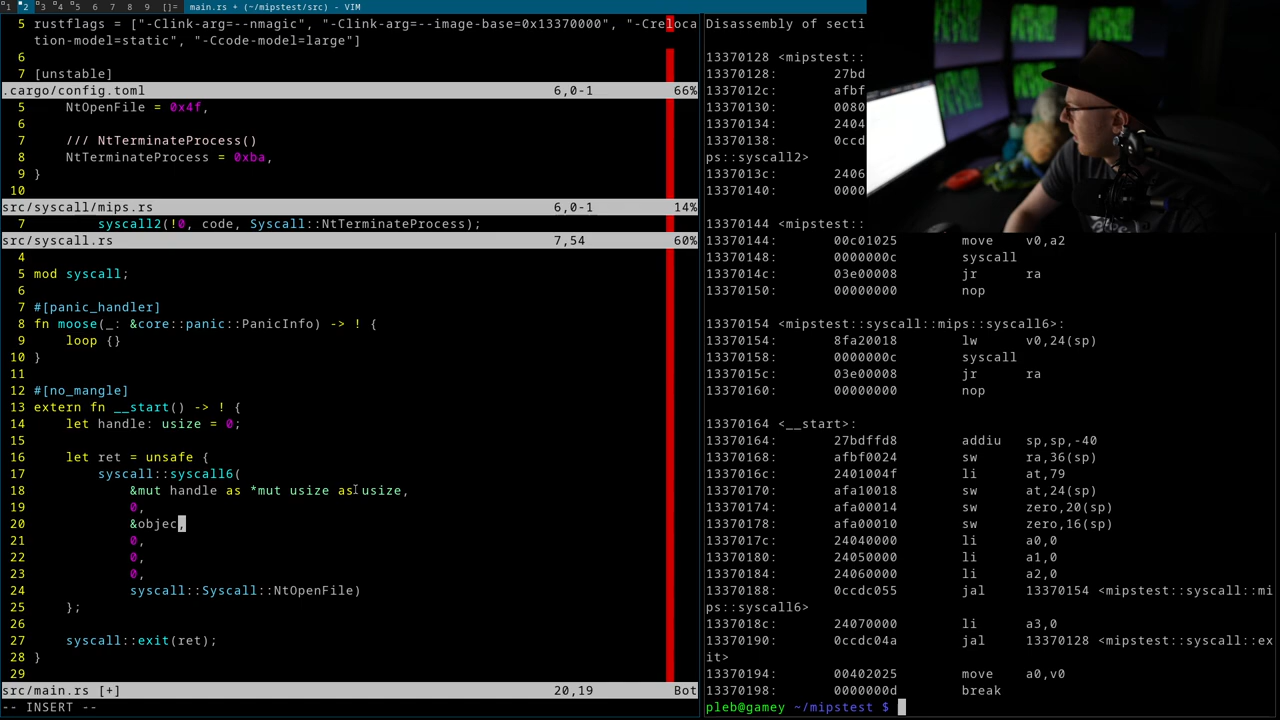 1 2 3 4 5 6 7 8 9 []= main.rs + (~/mipstest/src) - VIM
5 rustflags = ["-Clink-arg=--nmagic", "-Clink-arg=--image-base=0x13370000", "-Creloca
tion-model=static", "-Ccode-model=large"]
6
7 [unstable]
.cargo/config.toml 6,0-1 66%
5 NtOpenFile = 0x4f,
6
7 /// NtTerminateProcess()
8 NtTerminateProcess = 0xba,
9 }
10
src/syscall/mips.rs 6,0-1 14%
7 syscall2(!0, code, Syscall::NtTerminateProcess);
src/syscall.rs 7,54 60%
4
5 mod syscall;
6
7 #[panic_handler]
8 fn moose(_: &core::panic::PanicInfo) -> ! {
9 loop {}
10 }
11
12 #[no_mangle]
13 extern fn __start() -> ! {
14 let handle: usize = 0;
15
16 let ret = unsafe {
17 syscall::syscall6(
18 &mut handle as *mut usize as usize,
19 0,
20 &objec,
21 0,
22 0,
23 0,
24 syscall::Syscall::NtOpenFile)
25 };
26
27 syscall::exit(ret);
28 }
29
src/main.rs [+] 20,19 Bot
-- INSERT --
Disassembly of secti
13370128 <mipstest::
13370128: 27bd
1337012c: afbf
13370130: 0080
13370134: 2404
13370138: 0ccd
ps::syscall2>
1337013c: 2406
13370140: 0000
13370144 <mipstest::
13370144: 00c01025 move v0,a2
13370148: 0000000c syscall
1337014c: 03e00008 jr ra
13370150: 00000000 nop
13370154 <mipstest::syscall::mips::syscall6>:
13370154: 8fa20018 lw v0,24(sp)
13370158: 0000000c syscall
1337015c: 03e00008 jr ra
13370160: 00000000 nop
13370164 <__start>:
13370164: 27bdffd8 addiu sp,sp,-40
13370168: afbf0024 sw ra,36(sp)
1337016c: 2401004f li at,79
13370170: afa10018 sw at,24(sp)
13370174: afa00014 sw zero,20(sp)
13370178: afa00010 sw zero,16(sp)
1337017c: 24040000 li a0,0
13370180: 24050000 li a1,0
13370184: 24060000 li a2,0
13370188: 0ccdc055 jal 13370154 <mipstest::syscall::mi
ps::syscall6>
1337018c: 24070000 li a3,0
13370190: 0ccdc04a jal 13370128 <mipstest::syscall::ex
it>
13370194: 00402025 move a0,v0
13370198: 0000000d break
pleb@gamey ~/mipstest $